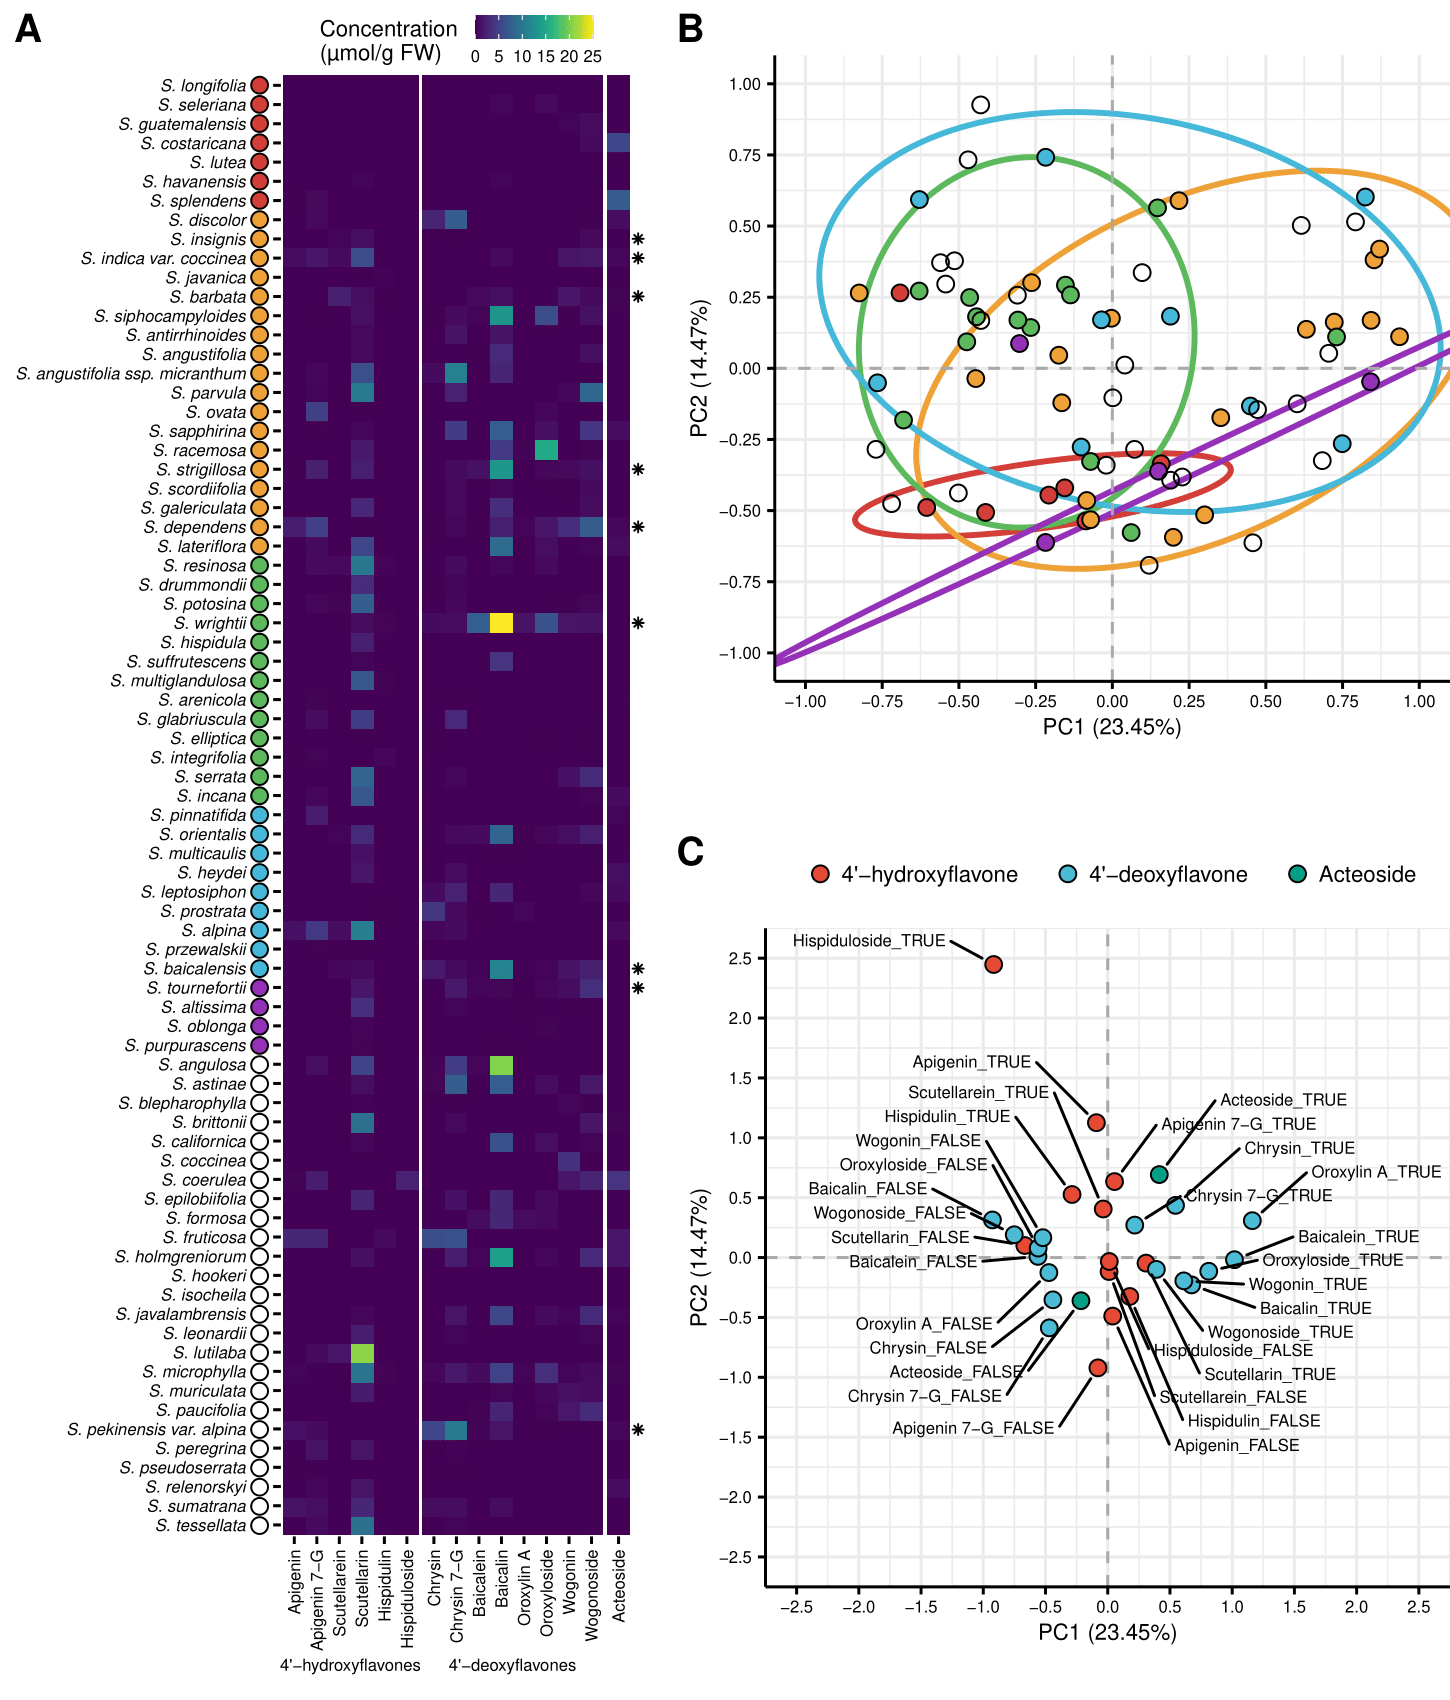 A
Concentration
(μmol/g FW)
0 5 10 15 20 25
S. longifolia
S. seleriana
S. guatemalensis
S. costaricana
S. lutea
S. havanensis
S. splendens
S. discolor
S. insignis *
S. indica var. coccinea *
S. javanica
S. barbata *
S. siphocampyloides
S. antirrhinoides
S. angustifolia
S. angustifolia ssp. micranthum
S. parvula
S. ovata
S. sapphirina
S. racemosa
S. strigillosa *
S. scordiifolia
S. galericulata
S. dependens *
S. lateriflora
S. resinosa
S. drummondii
S. potosina
S. wrightii *
S. hispidula
S. suffrutescens
S. multiglandulosa
S. arenicola
S. glabriuscula
S. elliptica
S. integrifolia
S. serrata
S. incana
S. pinnatifida
S. orientalis
S. multicaulis
S. heydei
S. leptosiphon
S. prostrata
S. alpina
S. przewalskii
S. baicalensis *
S. tournefortii *
S. altissima
S. oblonga
S. purpurascens
S. angulosa
S. astinae
S. blepharophylla
S. brittonii
S. californica
S. coccinea
S. coerulea
S. epilobiifolia
S. formosa
S. fruticosa
S. holmgreniorum
S. hookeri
S. isocheila
S. javalambrensis
S. leonardii
S. lutilaba
S. microphylla
S. muriculata
S. paucifolia
S. pekinensis var. alpina *
S. peregrina
S. pseudoserrata
S. relenorskyi
S. sumatrana
S. tessellata
Apigenin
Apigenin 7−G
Scutellarein
Scutellarin
Hispidulin
Hispiduloside
Chrysin
Chrysin 7−G
Baicalein
Baicalin
Oroxylin A
Oroxyloside
Wogonin
Wogonoside
Acteoside
4'−hydroxyflavones
4'−deoxyflavones
B
1.00
0.75
0.50
0.25
0.00
−0.25
−0.50
−0.75
−1.00
PC2 (14.47%)
−1.00 −0.75 −0.50 −0.25 0.00 0.25 0.50 0.75 1.00
PC1 (23.45%)
C
4'−hydroxyflavone
4'−deoxyflavone
Acteoside
2.5
2.0
1.5
1.0
0.5
0.0
−0.5
−1.0
−1.5
−2.0
−2.5
PC2 (14.47%)
Hispiduloside_TRUE
Apigenin_TRUE
Scutellarein_TRUE
Hispidulin_TRUE
Wogonin_FALSE
Oroxyloside_FALSE
Baicalin_FALSE
Wogonoside_FALSE
Scutellarin_FALSE
Baicalein_FALSE
Oroxylin A_FALSE
Chrysin_FALSE
Acteoside_FALSE
Chrysin 7−G_FALSE
Apigenin 7−G_FALSE
Acteoside_TRUE
Apigenin 7−G_TRUE
Chrysin_TRUE
Oroxylin A_TRUE
Chrysin 7−G_TRUE
Baicalein_TRUE
Oroxyloside_TRUE
Wogonin_TRUE
Baicalin_TRUE
Wogonoside_TRUE
Hispiduloside_FALSE
Scutellarin_TRUE
Scutellarein_FALSE
Hispidulin_FALSE
Apigenin_FALSE
−2.5 −2.0 −1.5 −1.0 −0.5 0.0 0.5 1.0 1.5 2.0 2.5
PC1 (23.45%)